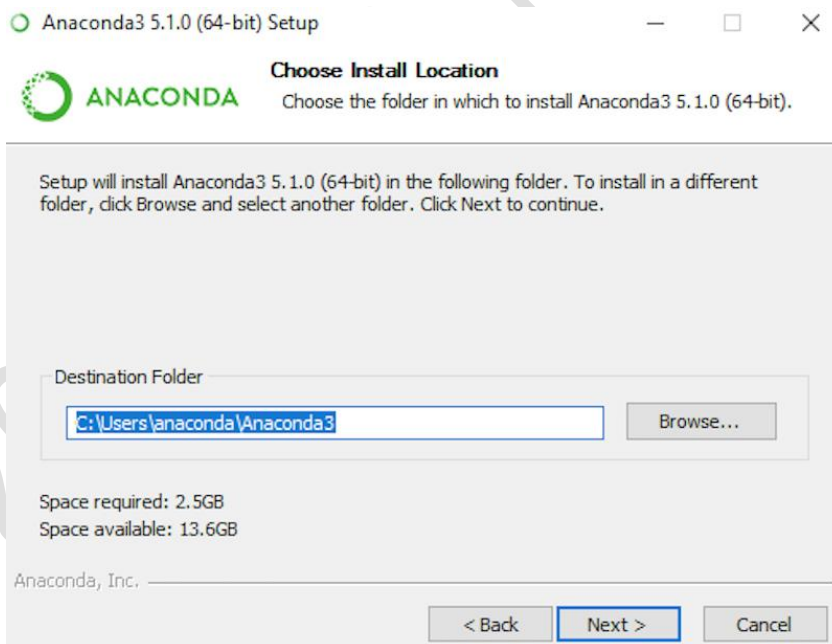 Anaconda3 5.1.0 (64-bit) Setup
ANACONDA
Choose Install Location
Choose the folder in which to install Anaconda3 5.1.0 (64-bit).
Setup will install Anaconda3 5.1.0 (64-bit) in the following folder. To install in a different
folder, click Browse and select another folder. Click Next to continue.
Destination Folder
C:\Users\anaconda\Anaconda3
Browse...
Space required: 2.5GB
Space available: 13.6GB
Anaconda, Inc.
< Back
Next >
Cancel